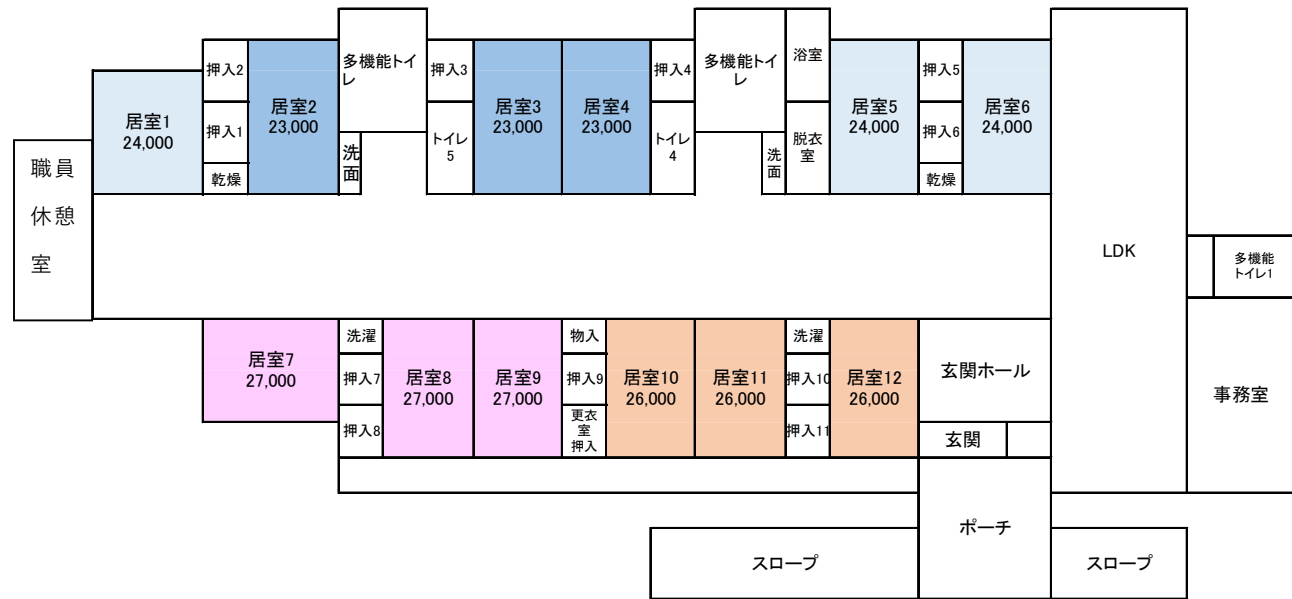 押入2
居室2
23,000
多機能トイ
レ
押入3
居室3
23,000
居室4
23,000
押入4
多機能トイ
レ
浴室
居室5
24,000
押入5
居室6
24,000
居室1
24,000
押入1
乾燥
洗面
トイレ
5
トイレ
4
洗面
脱衣
室
押入6
乾燥
職員
休憩
室
LDK
多機能
トイレ1
居室7
27,000
洗濯
押入7
押入8
居室8
27,000
居室9
27,000
物入
押入9
更衣
室
押入
居室10
26,000
居室11
26,000
洗濯
押入10
押入11
居室12
26,000
玄関ホール
玄関
事務室
ポーチ
スロープ
スロープ